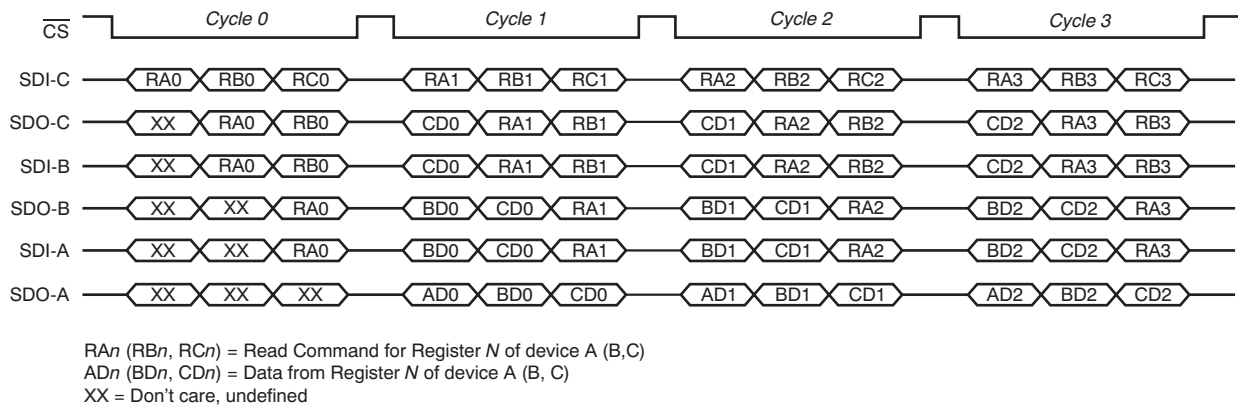 CS Cycle 0 Cycle 1 Cycle 2 Cycle 3
SDI-C RA0 RB0 RC0 RA1 RB1 RC1 RA2 RB2 RC2 RA3 RB3 RC3
SDO-C XX RA0 RB0 CD0 RA1 RB1 CD1 RA2 RB2 CD2 RA3 RB3
SDI-B XX RA0 RB0 CD0 RA1 RB1 CD1 RA2 RB2 CD2 RA3 RB3
SDO-B XX XX RA0 BD0 CD0 RA1 BD1 CD1 RA2 BD2 CD2 RA3
SDI-A XX XX RA0 BD0 CD0 RA1 BD1 CD1 RA2 BD2 CD2 RA3
SDO-A XX XX XX AD0 BD0 CD0 AD1 BD1 CD1 AD2 BD2 CD2
RAn (RBn, RCn) = Read Command for Register N of device A (B,C)
ADn (BDn, CDn) = Data from Register N of device A (B, C)
XX = Don't care, undefined